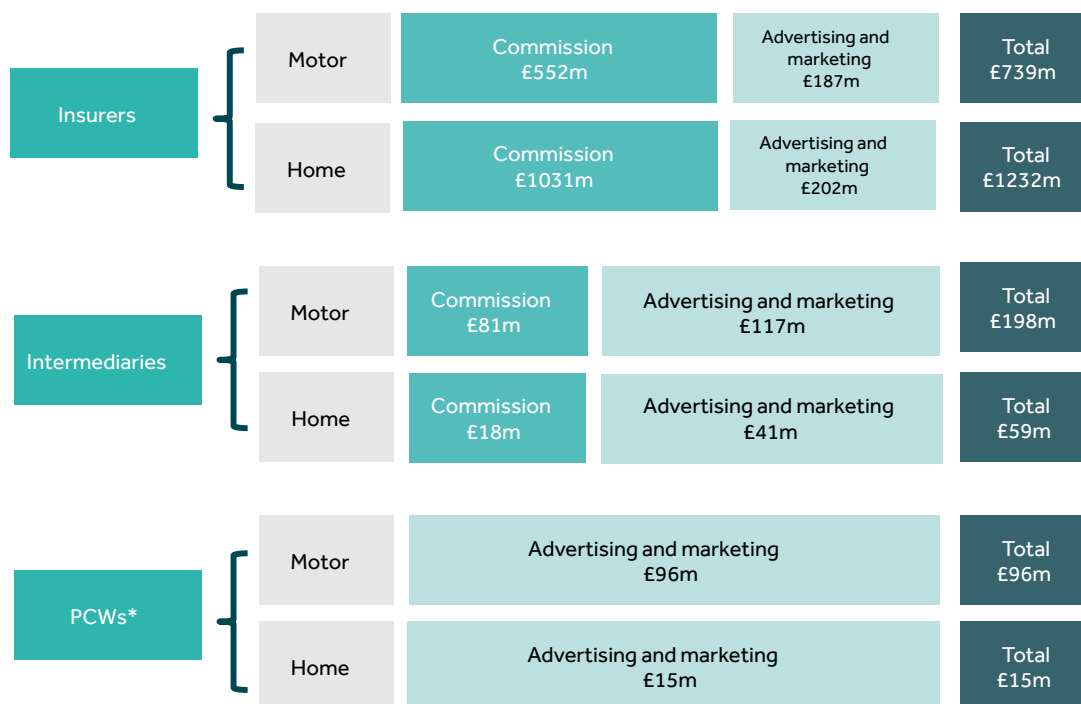 Insurers
Motor
Commission
£552m
Advertising and
marketing
£187m
Total
£739m
Home
Commission
£1031m
Advertising and
marketing
£202m
Total
£1232m
Intermediaries
Motor
Commission
£81m
Advertising and marketing
£117m
Total
£198m
Home
Commission
£18m
Advertising and marketing
£41m
Total
£59m
PCWs*
Motor
Advertising and marketing
£96m
Total
£96m
Home
Advertising and marketing
£15m
Total
£15m